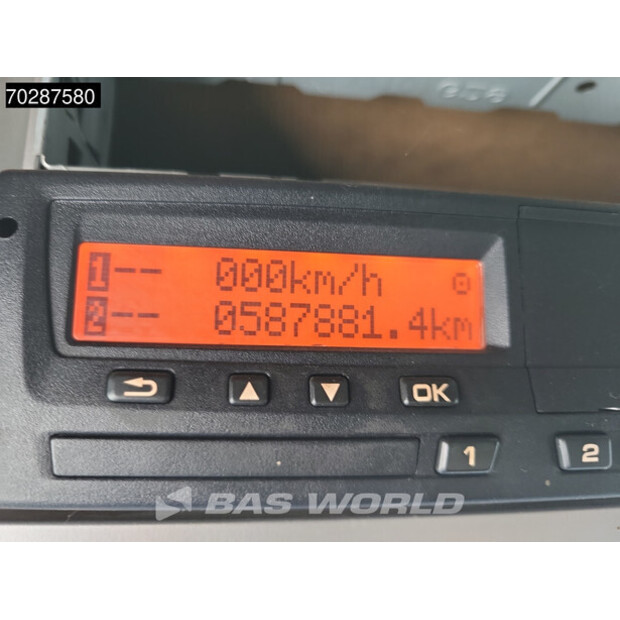 70287580
1-- 000km/h
2-- 0587881.4km
OK
1
2
BAS WORLD